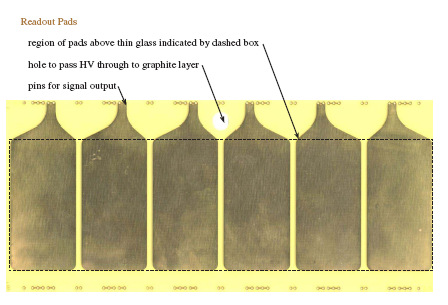 Readout Pads
region of pads above thin glass indicated by dashed box
hole to pass HV through to graphite layer
pins for signal output